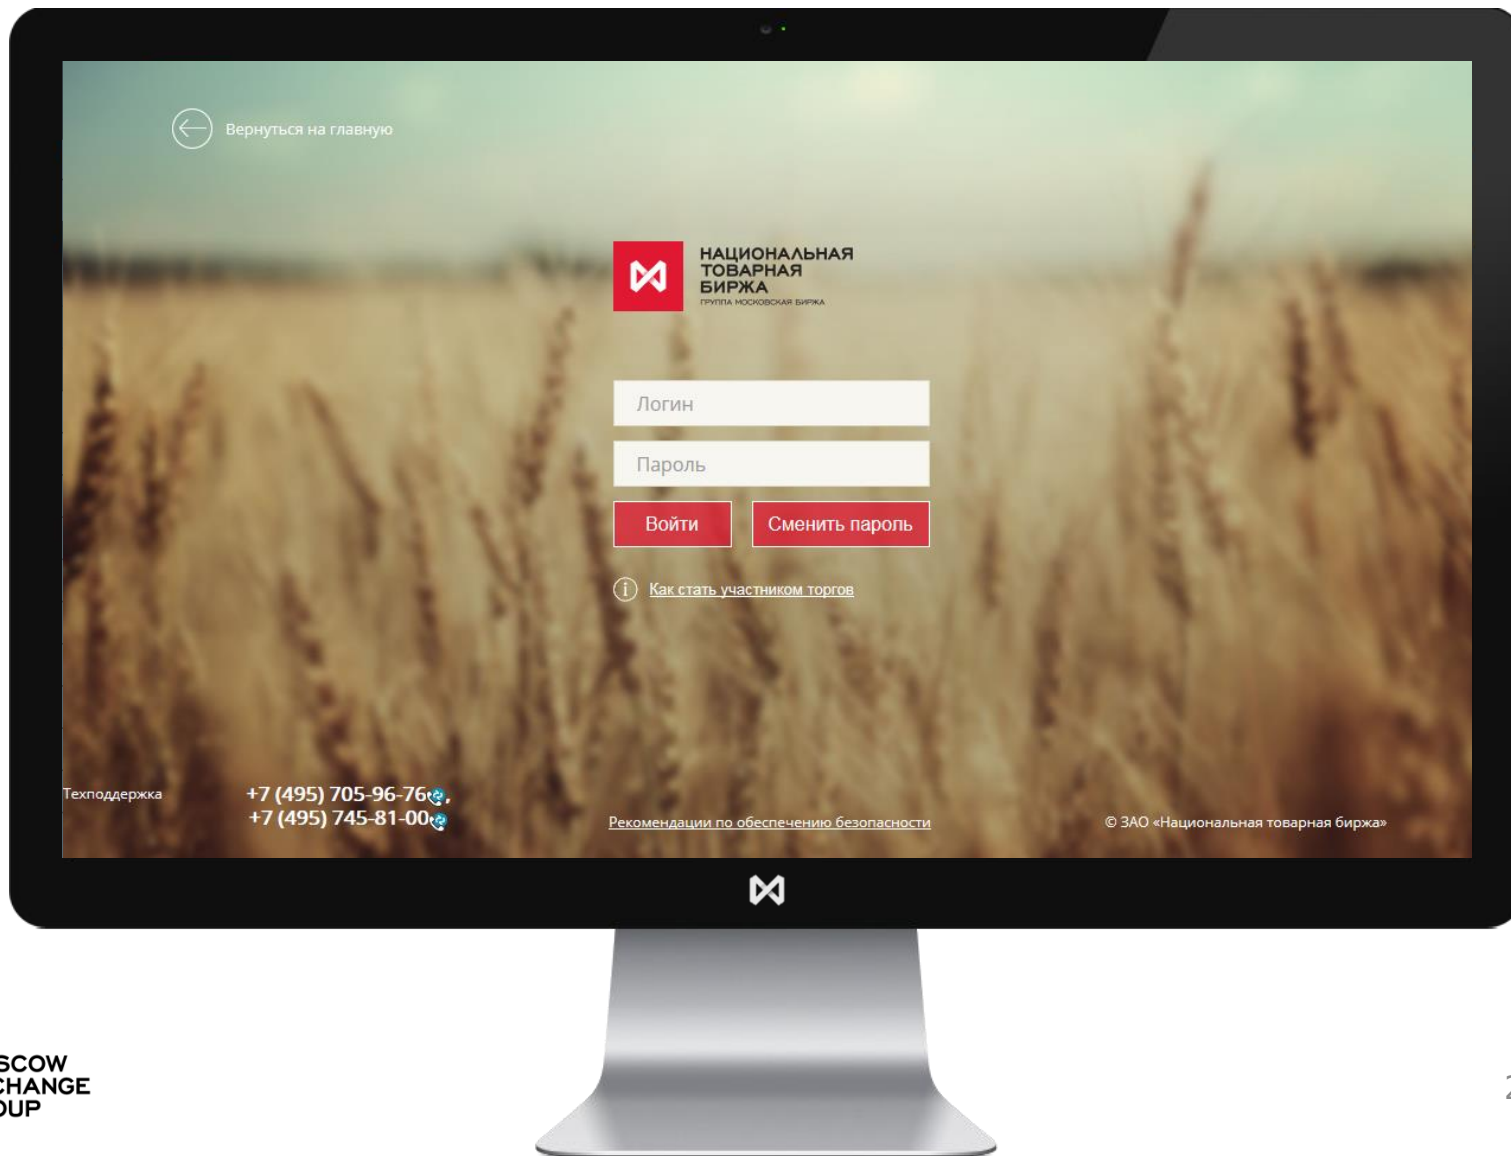 Вернуться на главную
НАЦИОНАЛЬНАЯ
ТОВАРНАЯ
БИРЖА
ГРУППА МОСКОВСКАЯ БИРЖА
Логин
Пароль
Войти
Сменить пароль
Как стать участником торгов
Техподдержка
+7 (495) 705-96-76,
+7 (495) 745-81-00
Рекомендации по обеспечению безопасности
© ЗАО «Национальная товарная биржа»
SCOW
CHANGE
OUP
2